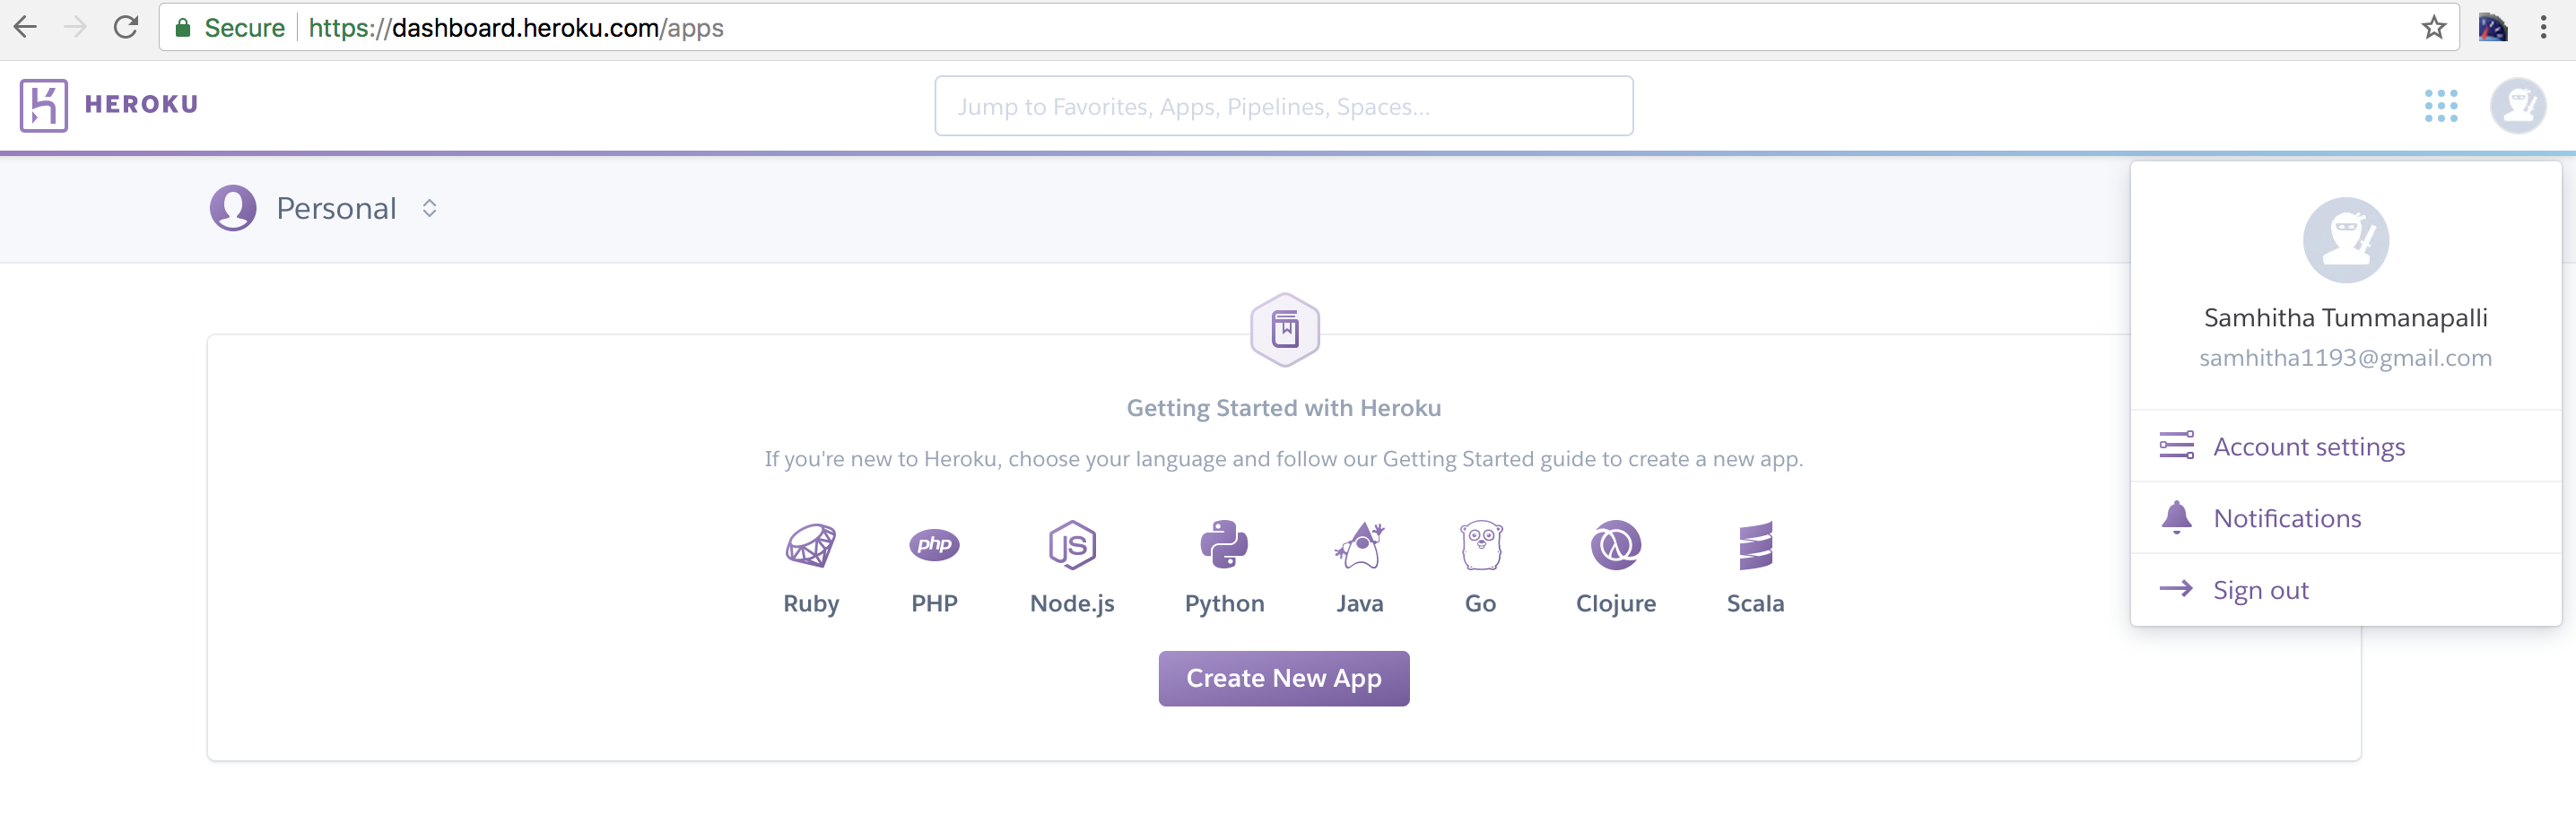 Secure https://dashboard.heroku.com/apps
HEROKU
Jump to Favorites, Apps, Pipelines, Spaces...
Personal
Samhitha Tummanapalli
samhitha1193@gmail.com
Account settings
Notifications
Sign out
Getting Started with Heroku
If you're new to Heroku, choose your language and follow our Getting Started guide to create a new app.
php
JS
Ruby
PHP
Node.js
Python
Java
Go
Clojure
Scala
Create New App